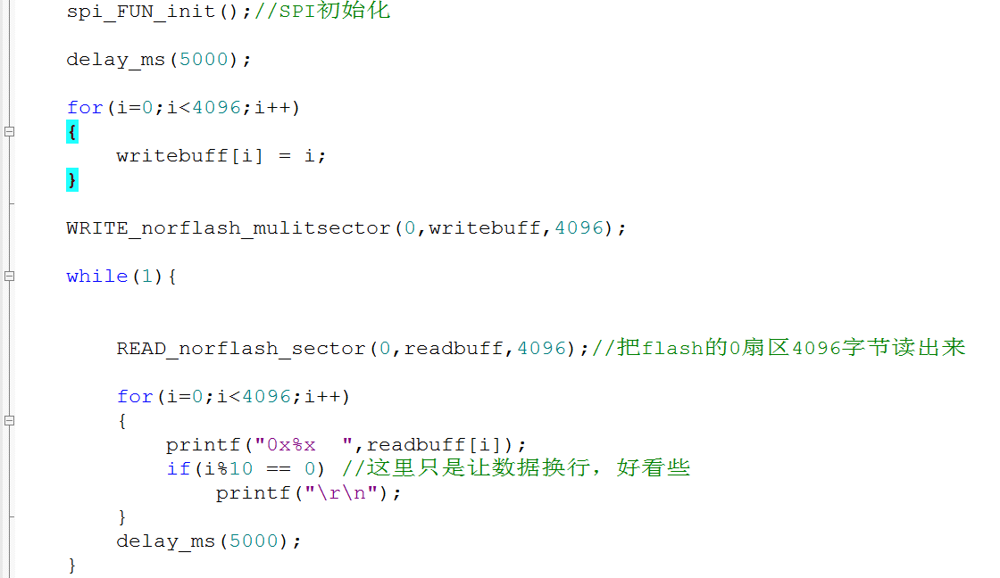 spi_FUN_init();//SPI初始化
delay_ms(5000);
for(i=0;i<4096;i++)
{
writebuff[i] = i;
}
WRITE_norflash_mulitsector(0,writebuff,4096);
while(1){
READ_norflash_sector(0,readbuff,4096);//把flash的0扇区4096字节读出来
for(i=0;i<4096;i++)
{
printf("0x%x  ",readbuff[i]);
if(i%10 == 0) //这里只是让数据换行，好看些
printf("\r\n");
}
delay_ms(5000);
}